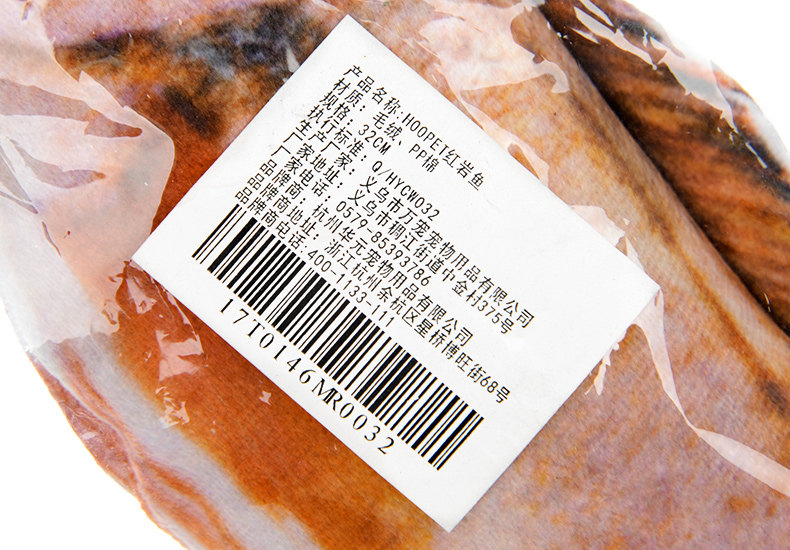 产品名称:HOOPET红岩鱼
材质：毛绒、PP棉
规格：32CM
执行标准：Q/HYCW032
生产厂家：义乌市万宠宠物用品有限公司
厂家地址：义乌市稠江街道中金村375号
厂家电话：0579-85393786
品牌商：杭州华元宠物用品有限公司
品牌商地址：浙江杭州余杭区星桥博旺街68号
品牌商电话:400-1133-111
17T0146MR0032